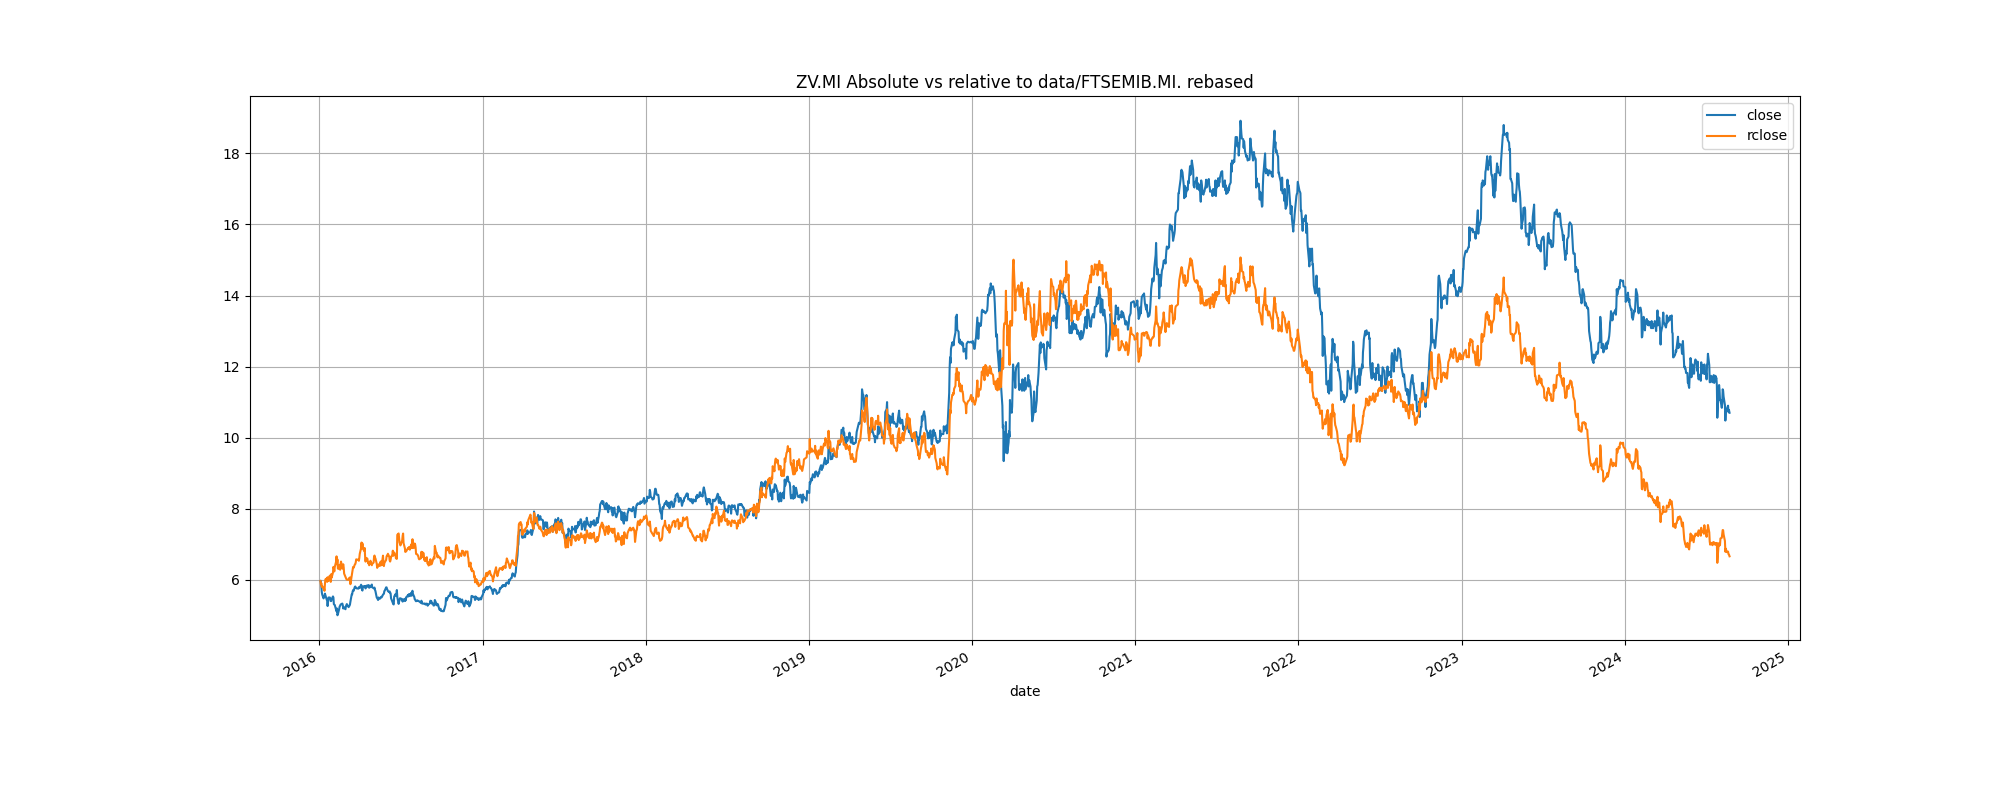 ZV.MI Absolute vs relative to data/FTSEMIB.MI. rebased
close
rclose
18
16
14
12
10
8
6
2016 2017 2018 2019 2020 2021 2022 2023 2024 2025
date